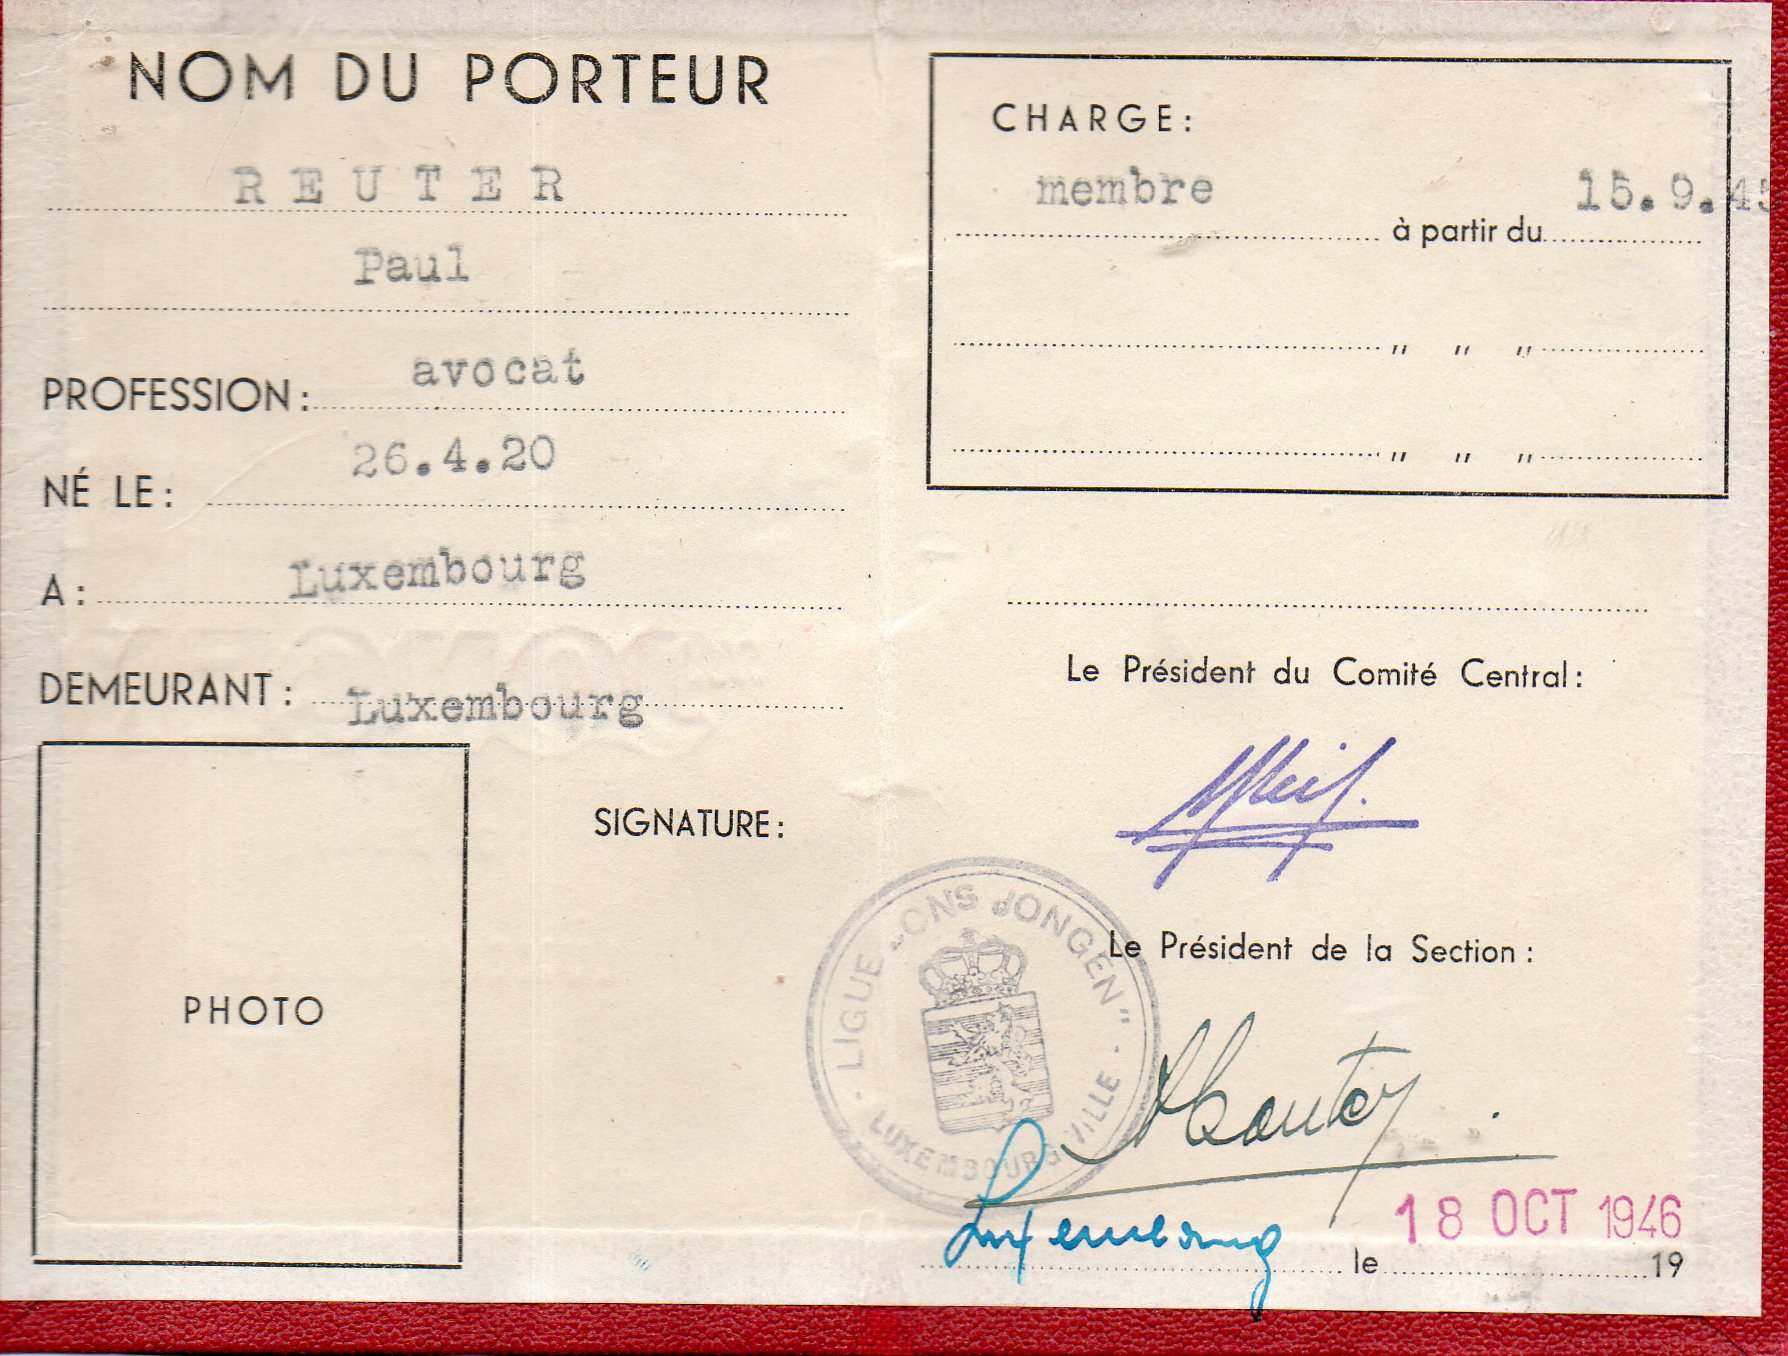 NOM DU PORTEUR
REUTER
Paul
PROFESSION: avocat
NÉ LE: 26.4.20
A: Luxembourg
DEMEURANT: Luxembourg
PHOTO
SIGNATURE:
CHARGE:
membre à partir du 15.9.45
" " "
" " "
Le Président du Comité Central:
Le Président de la Section:
LIGUE „ONS JONGEN"
LUXEMBOURG VILLE
Luxembourg le 18 OCT 1946
19